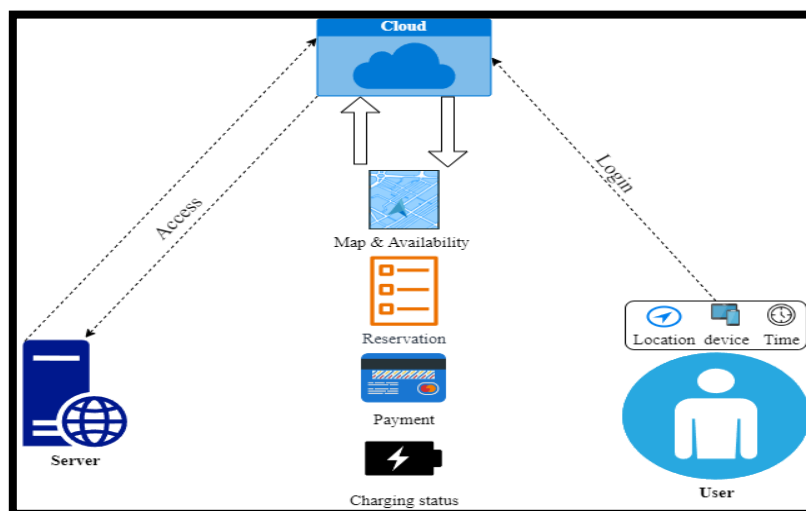 Cloud
Access
Login
Map & Availability
Reservation
Payment
Charging status
Location device Time
Server
User